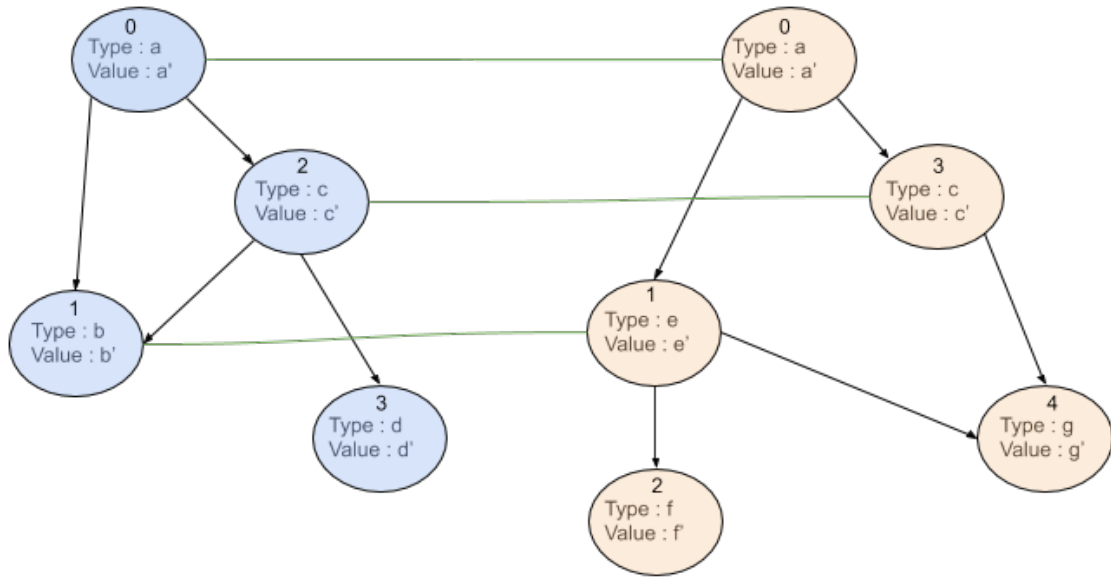 0
Type : a
Value : a'
0
Type : a
Value : a'
2
Type : c
Value : c'
3
Type : c
Value : c'
1
Type : b
Value : b'
1
Type : e
Value : e'
3
Type : d
Value : d'
4
Type : g
Value : g'
2
Type : f
Value : f'